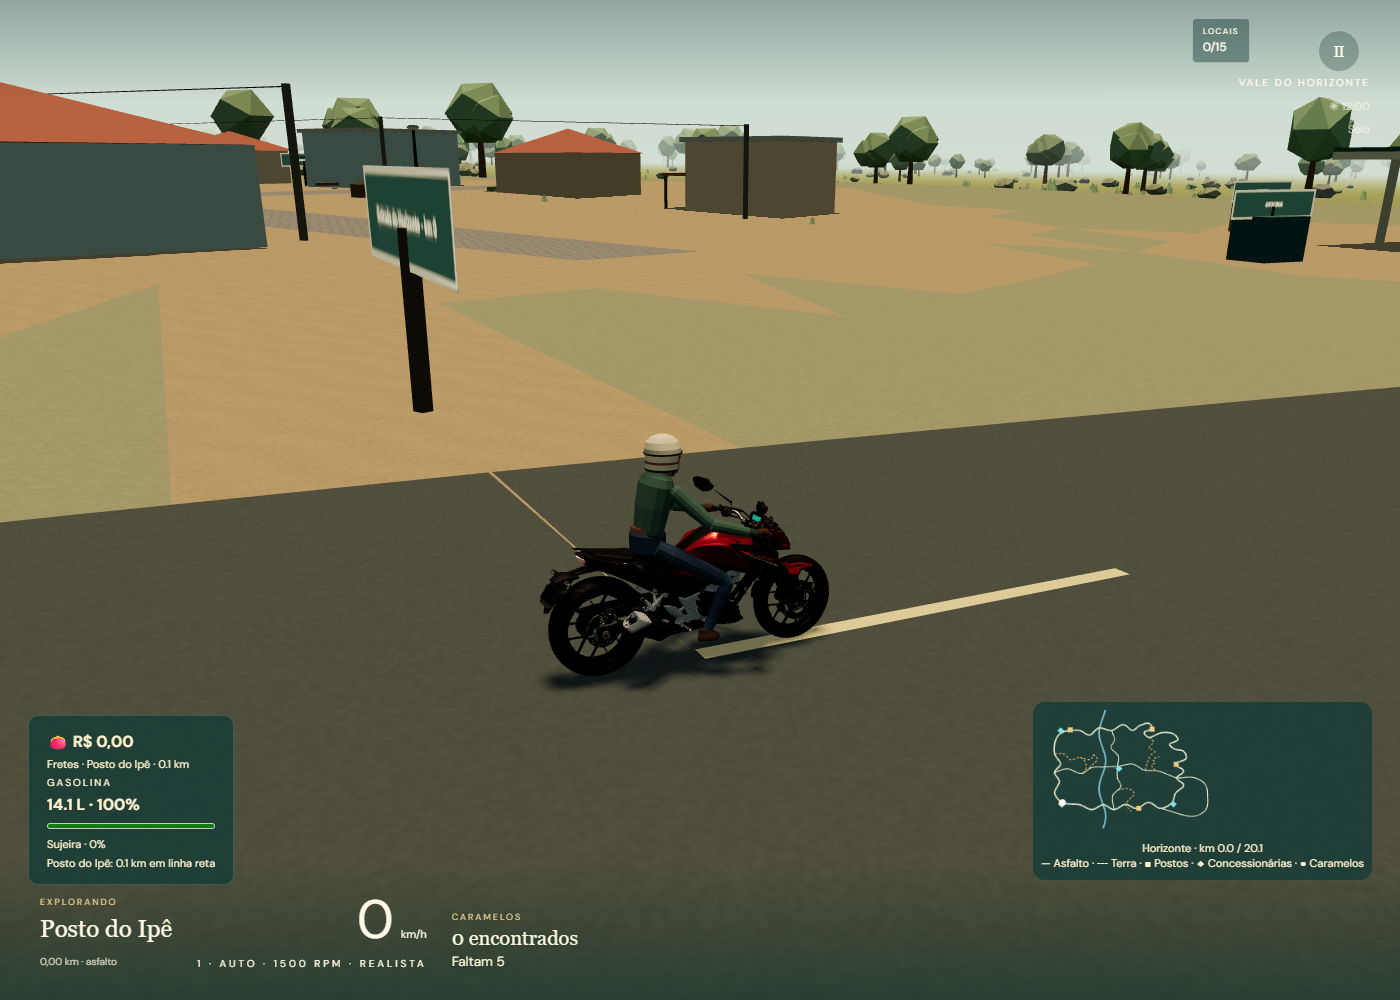 LOCAIS
0/15
II
VALE DO HORIZONTE
☀ 12:00
Solo
R$ 0,00
Fretes · Posto do Ipê · 0.1 km
GASOLINA
14.1 L · 100%
Sujeira · 0%
Posto do Ipê: 0.1 km em linha reta
EXPLORANDO
Posto do Ipê
0,00 km · asfalto
0 km/h
1 · AUTO · 1500 RPM · REALISTA
CARAMELOS
0 encontrados
Faltam 5
Horizonte · km 0.0 / 20.1
— Asfalto · --- Terra · ■ Postos · ◆ Concessionárias · ● Caramelos